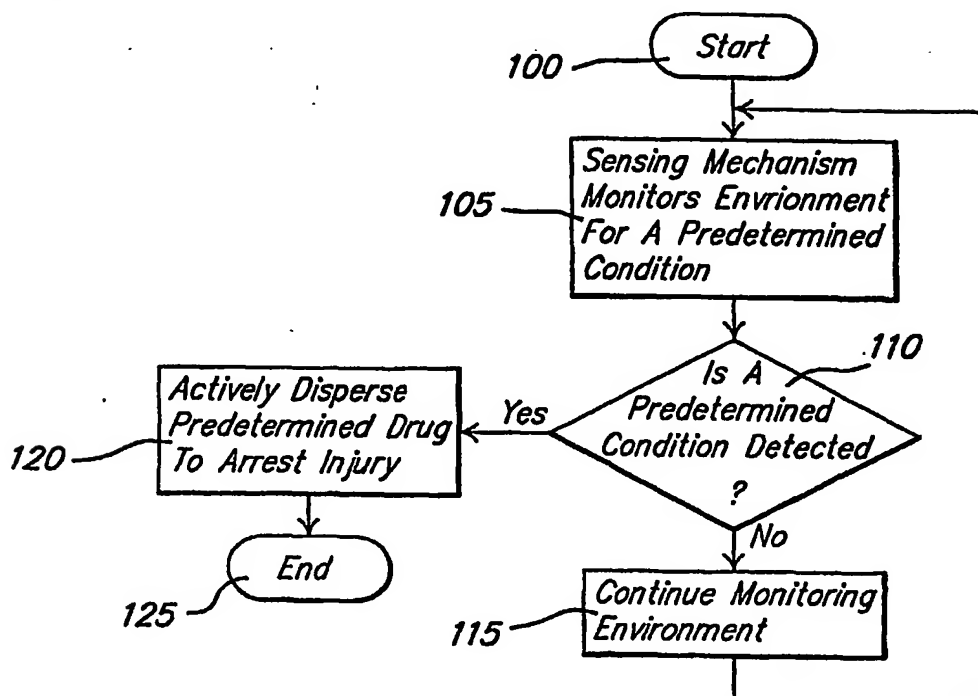 Start
100
Sensing Mechanism
Monitors Envrionment
For A Predetermined
Condition
105
110
Is A
Predetermined
Condition Detected
?
Yes
Actively Disperse
Predetermined Drug
To Arrest Injury
120
End
125
No
Continue Monitoring
Environment
115